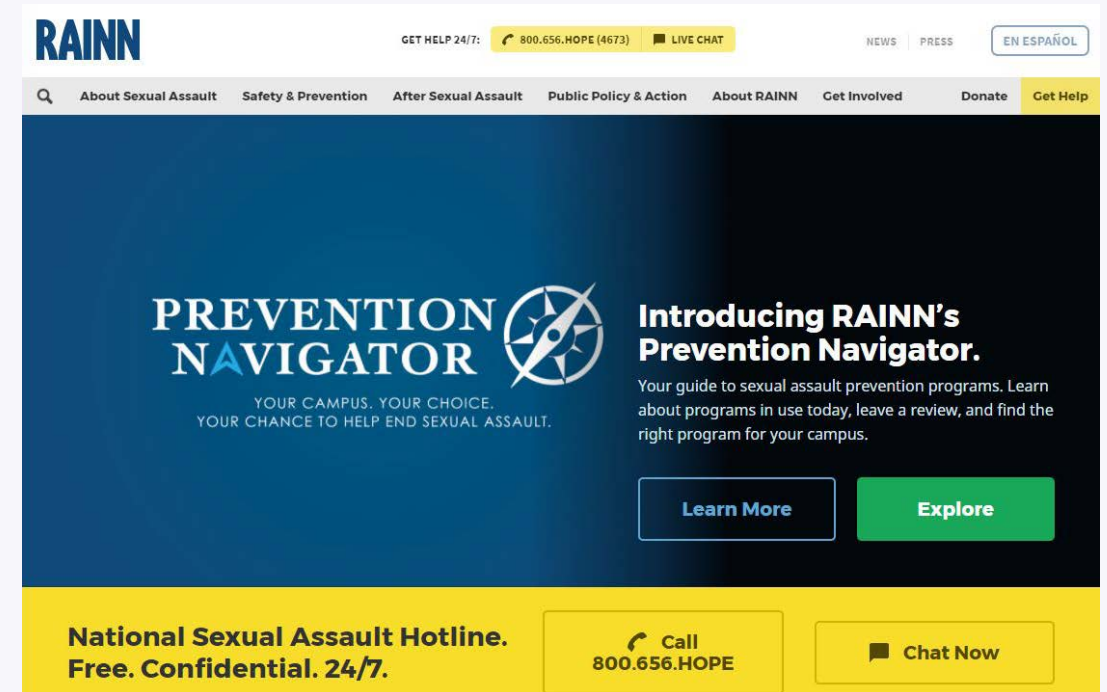 RAINN
GET HELP 24/7: 800.656.HOPE (4673) LIVE CHAT
NEWS PRESS EN ESPAÑOL
About Sexual Assault Safety & Prevention After Sexual Assault Public Policy & Action About RAINN Get Involved Donate Get Help
PREVENTION
NAVIGATOR
YOUR CAMPUS. YOUR CHOICE.
YOUR CHANCE TO HELP END SEXUAL ASSAULT.
Introducing RAINN's
Prevention Navigator.
Your guide to sexual assault prevention programs. Learn
about programs in use today, leave a review, and find the
right program for your campus.
Learn More
Explore
National Sexual Assault Hotline.
Free. Confidential. 24/7.
Call
800.656.HOPE
Chat Now